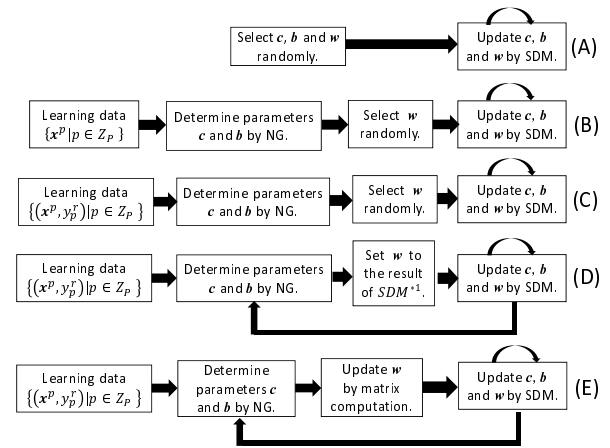 Select c, b and w randomly.
Update c, b and w by SDM.
(A)
Learning data
{x^p|p ∈ Z_P}
Determine parameters
c and b by NG.
Select w
randomly.
Update c, b
and w by SDM.
(B)
Learning data
{(x^p, y_p^r)|p ∈ Z_P}
Determine parameters
c and b by NG.
Select w
randomly.
Update c, b
and w by SDM.
(C)
Learning data
{(x^p, y_p^r)|p ∈ Z_P}
Determine parameters
c and b by NG.
Set w to
the result
of SDM*1.
Update c, b
and w by SDM.
(D)
Learning data
{(x^p, y_p^r)|p ∈ Z_P}
Determine
parameters c
and b by NG.
Update w
by matrix
computation.
Update c, b
and w by SDM.
(E)